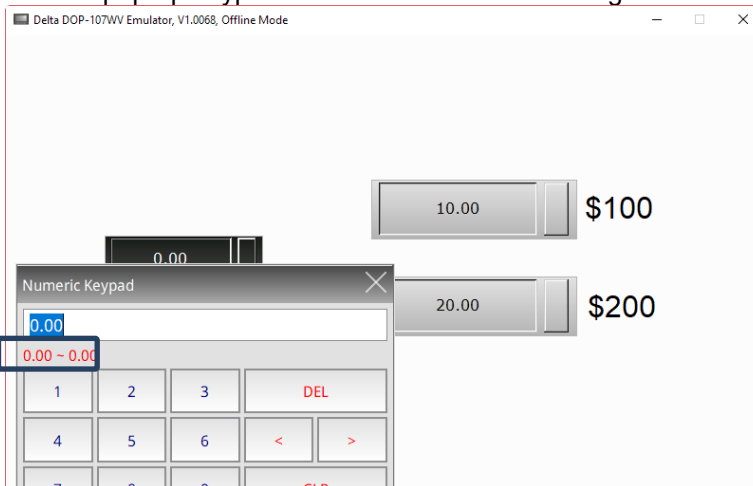 Delta DOP-107WV Emulator, V1.0068, Offline Mode
10.00 $100
0.00
Numeric Keypad
20.00 $200
0.00
0.00 ~ 0.00
1 2 3 DEL
4 5 6 < >